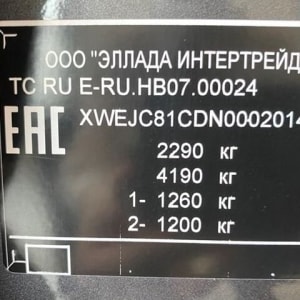 ООО "ЭЛЛАДА ИНТЕРТРЕЙД
ТС RU E-RU.HB07.00024
EAC
XWEJC81CDN0002014
2290 кг
4190 кг
1- 1260 кг
2- 1200 кг